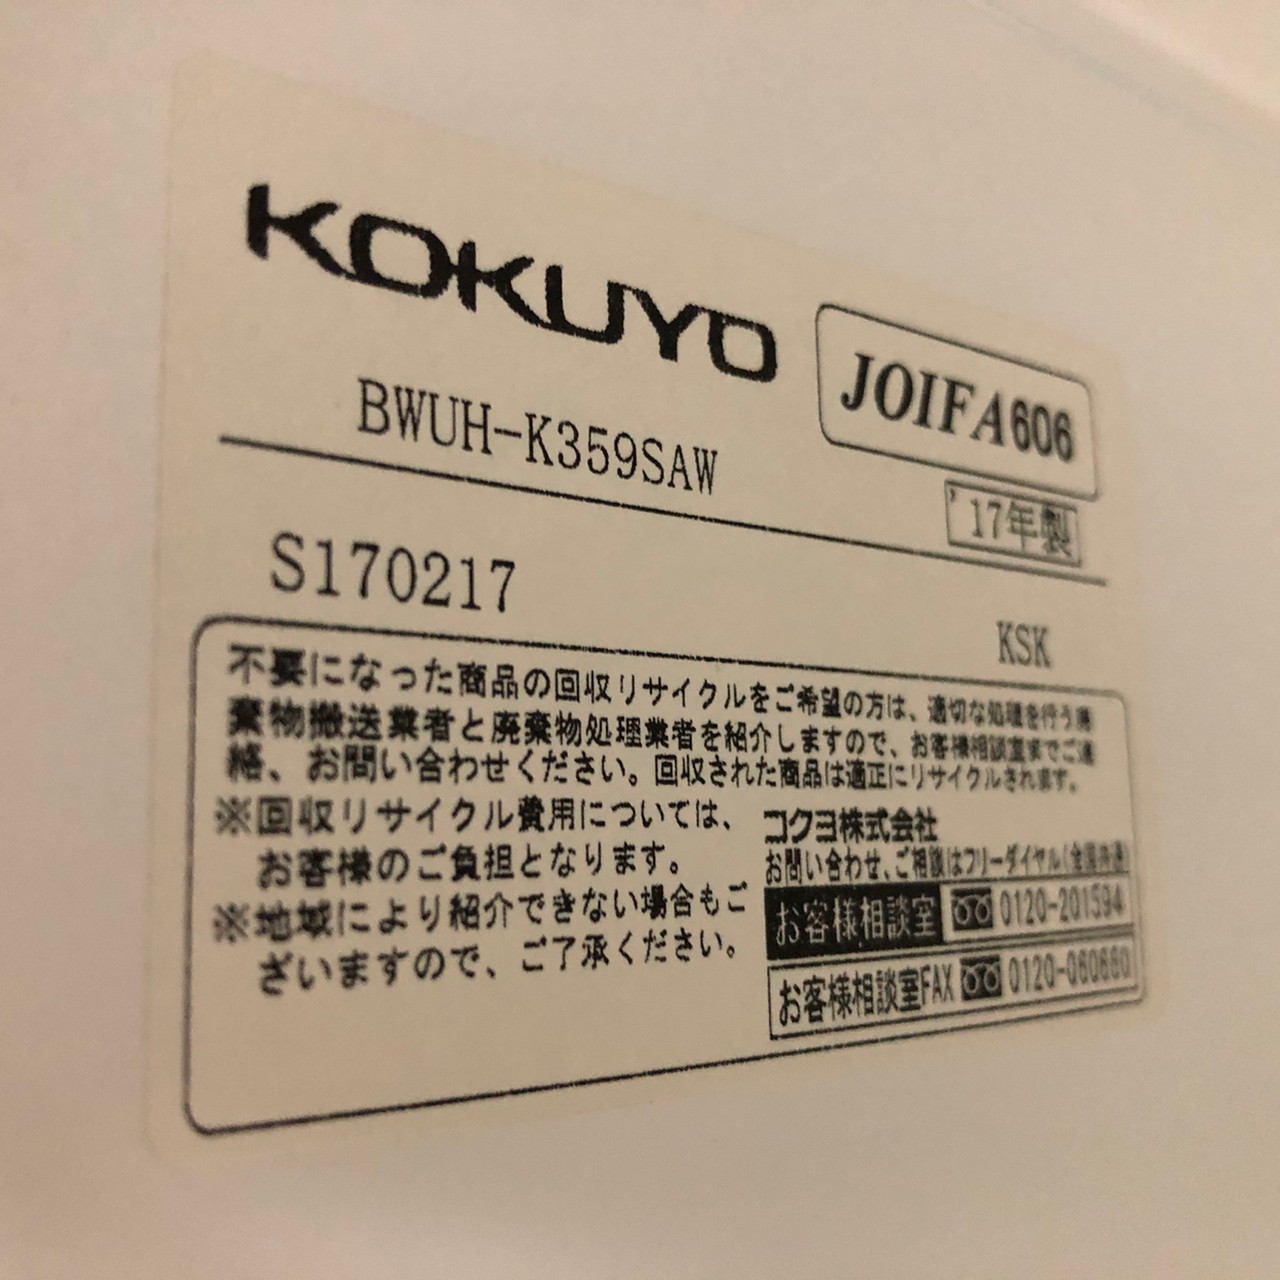 KOKUYO
JOIFA606
BWUH-K359SAW
'17年製
S170217
KSK
不要になった商品の回収リサイクルをご希望の方は、適切な処理を行う廃
棄物搬送業者と廃棄物処理業者を紹介しますので、お客様相談室までご連
絡、お問い合わせください。回収された商品は適正にリサイクルされます。
※回収リサイクル費用については、
お客様のご負担となります。
※地域により紹介できない場合もご
ざいますので、ご了承ください。
コクヨ株式会社
お問い合わせ、ご相談はフリーダイヤル(全国共通)
お客様相談室 0120-201594
お客様相談室FAX 0120-060660